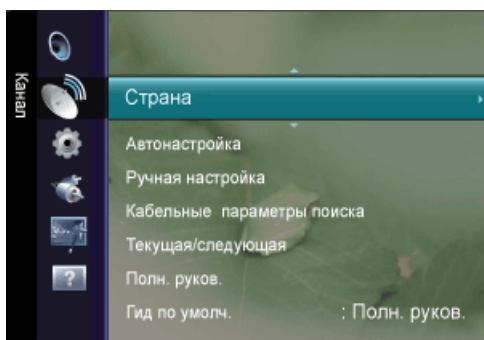 Канал
Страна
Автонастройка
Ручная настройка
Кабельные параметры поиска
Текущая/следующая
Полн. руков.
Гид по умолч. : Полн. руков.
?